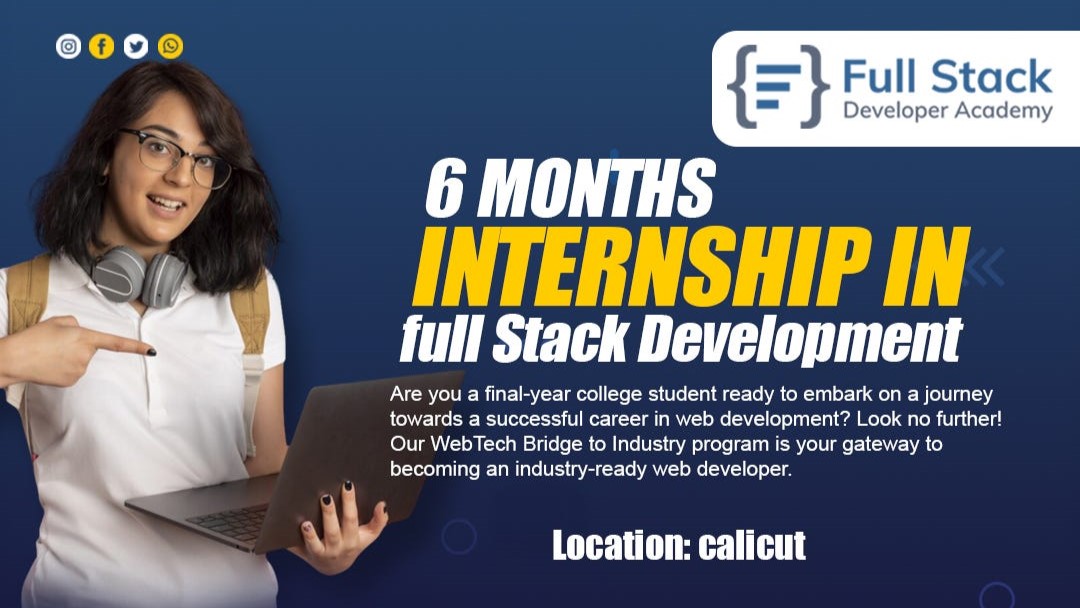 Full Stack
Developer Academy
6 MONTHS
INTERNSHIP IN
full Stack Development
Are you a final-year college student ready to embark on a journey
towards a successful career in web development? Look no further!
Our WebTech Bridge to Industry program is your gateway to
becoming an industry-ready web developer.
Location: calicut